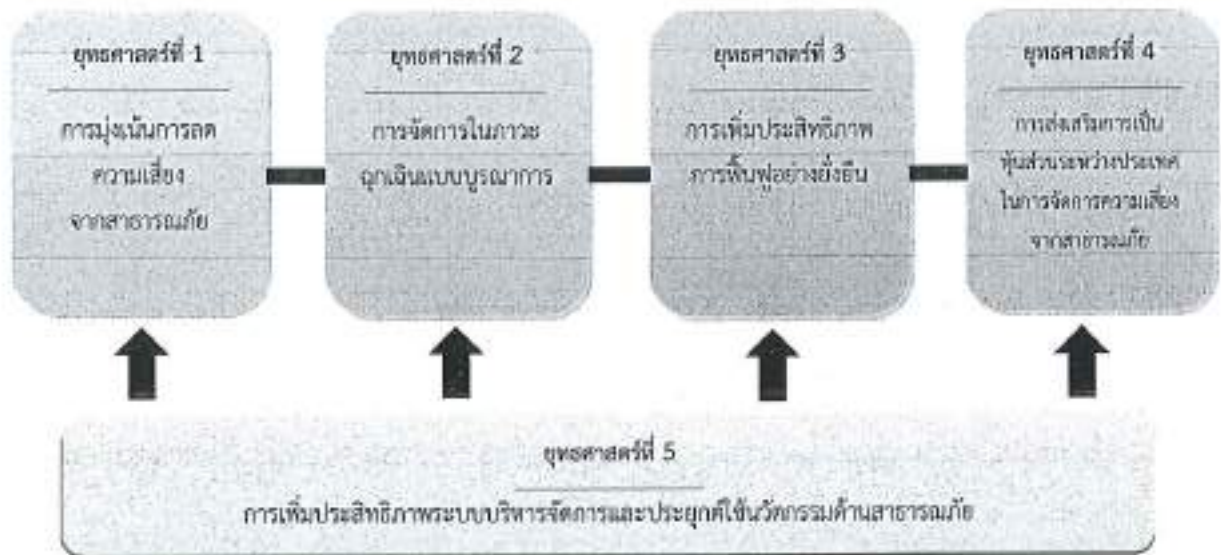 ยุทธศาสตร์ที่ 1
การมุ่งเน้นการลด
ความเสี่ยง
จากสาธารณภัย
ยุทธศาสตร์ที่ 2
การจัดการในภาวะ
ฉุกเฉินแบบบูรณาการ
ยุทธศาสตร์ที่ 3
การเพิ่มประสิทธิภาพ
การฟื้นฟูอย่างยั่งยืน
ยุทธศาสตร์ที่ 4
การส่งเสริมการเป็น
หุ้นส่วนระหว่างประเทศ
ในการจัดการความเสี่ยง
จากสาธารณภัย
ยุทธศาสตร์ที่ 5
การเพิ่มประสิทธิภาพระบบบริหารจัดการและประยุกต์ใช้นวัตกรรมด้านสาธารณภัย